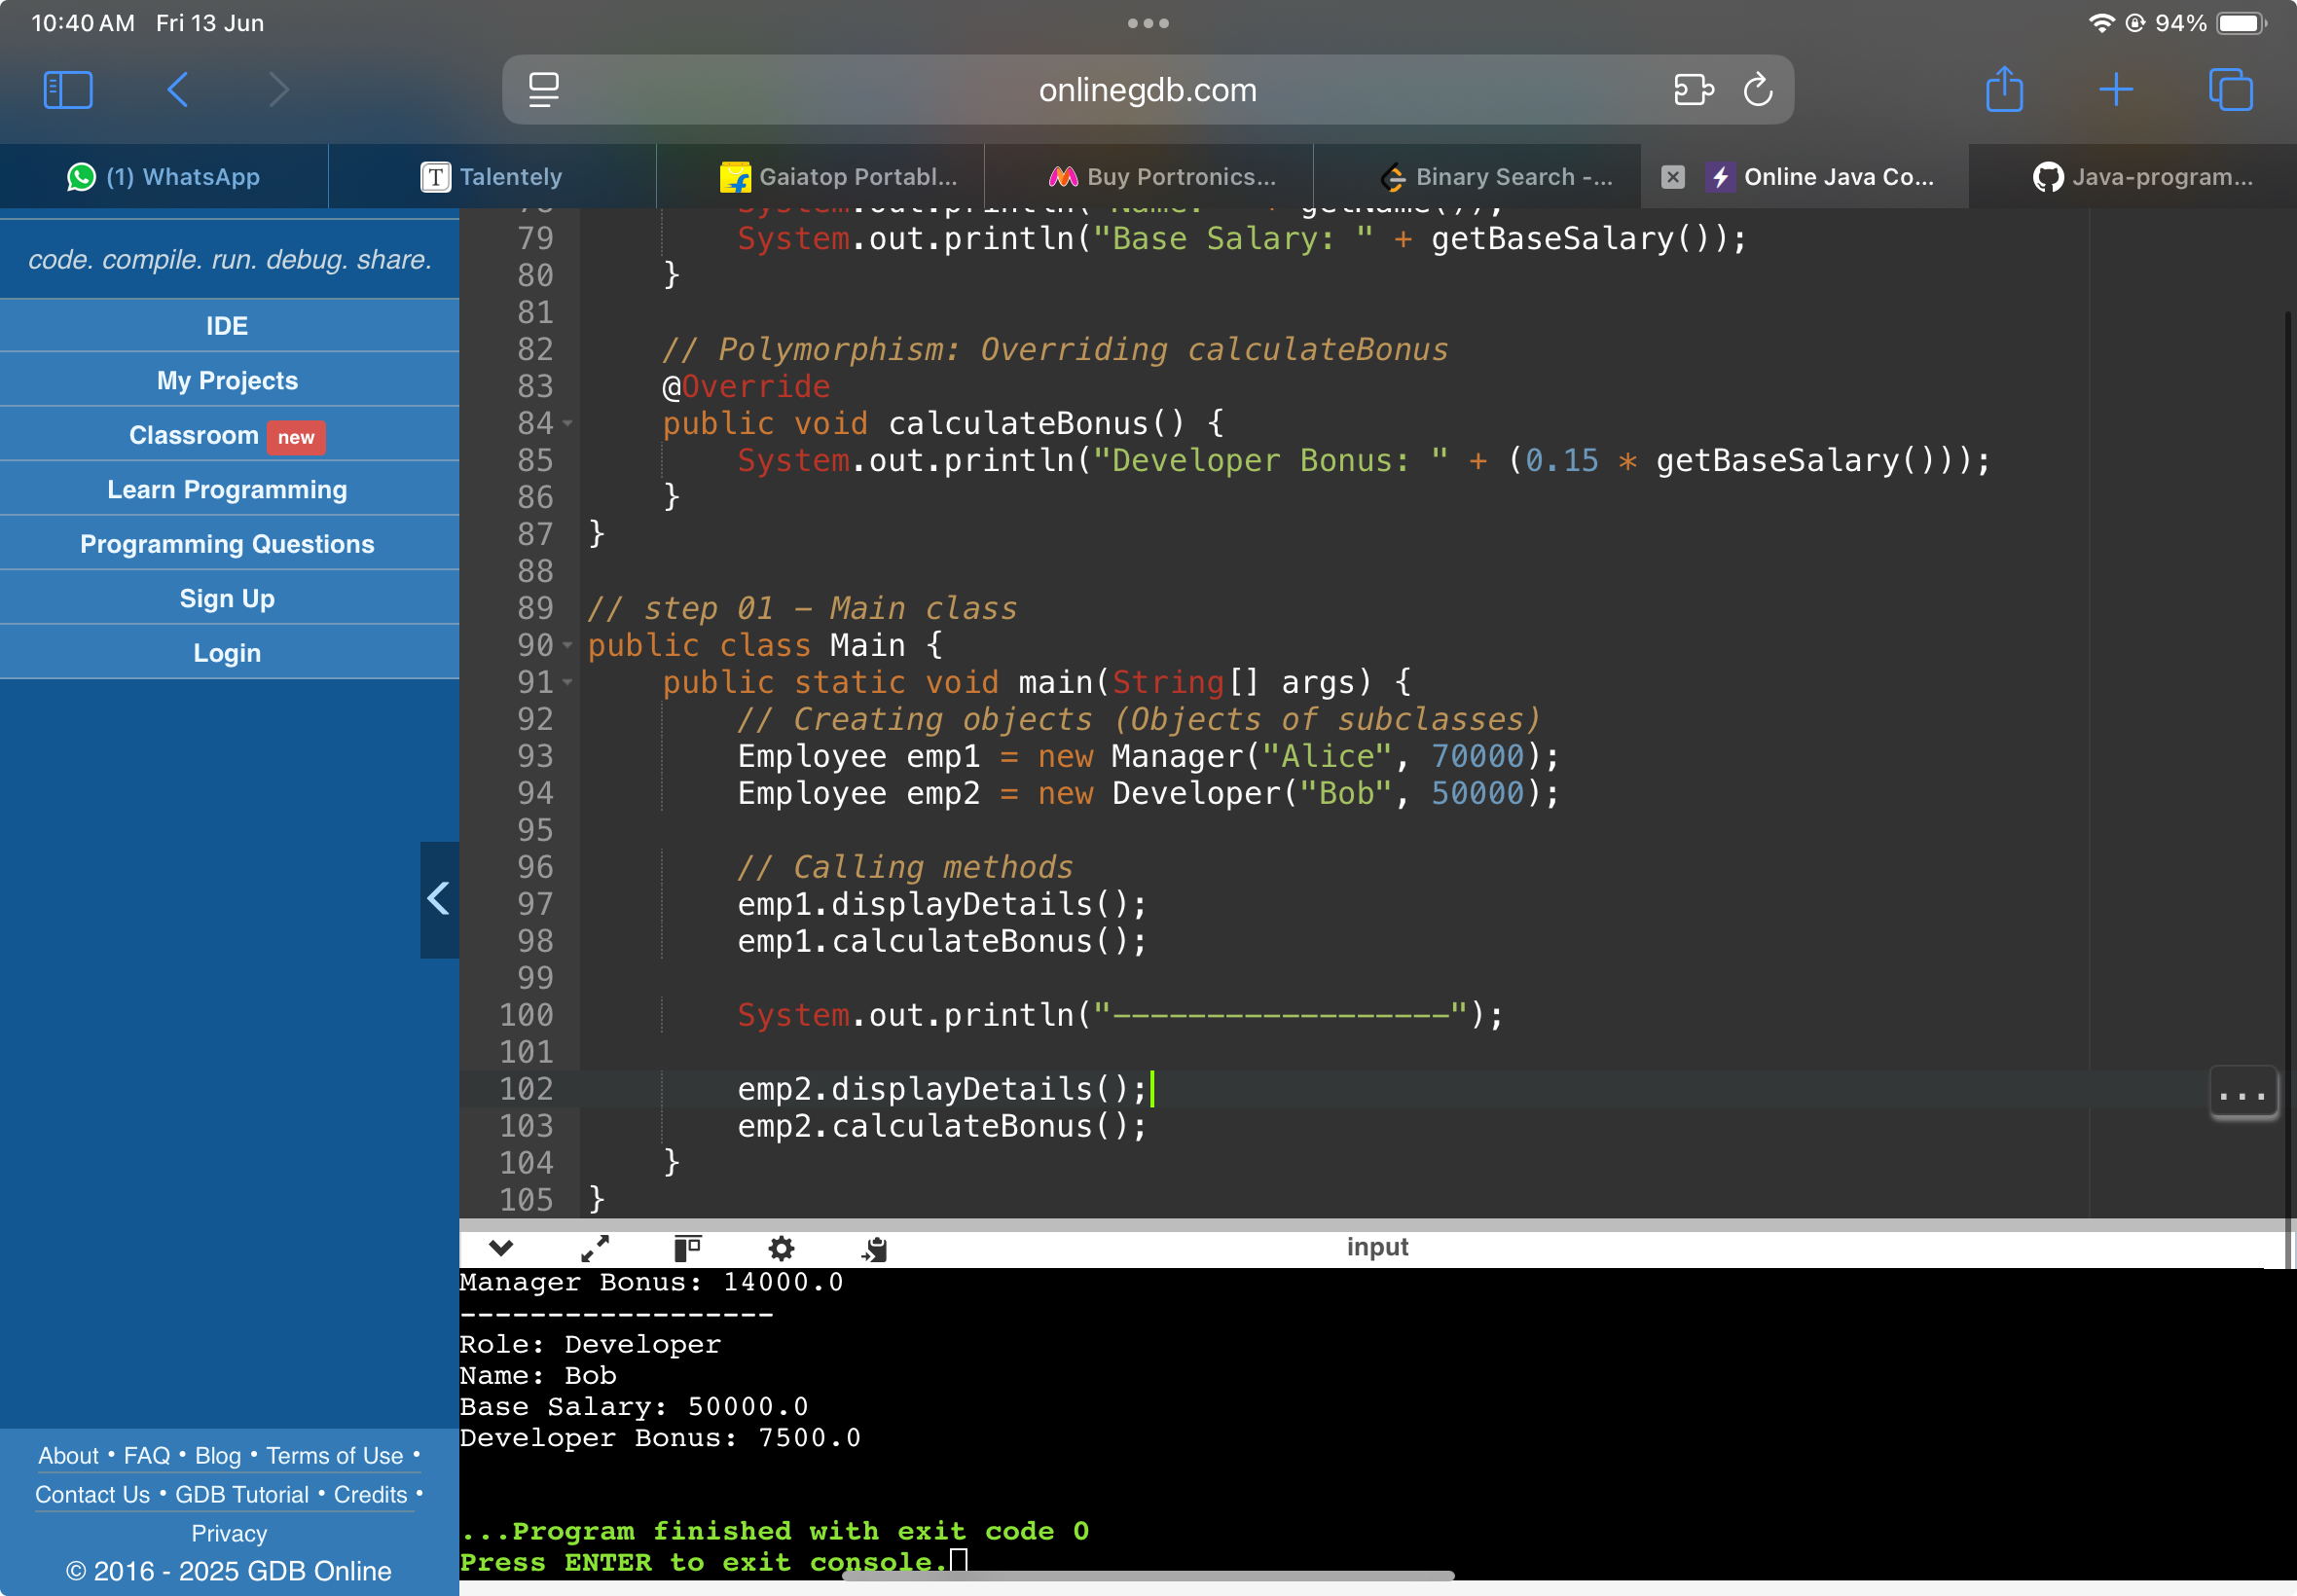 10:40 AM Fri 13 Jun
94%
onlinegdb.com
(1) WhatsApp
T Talentely
Gaiatop Portabl...
Buy Portronics...
Binary Search -...
Online Java Co...
Java-program...
code. compile. run. debug. share.
IDE
My Projects
Classroom new
Learn Programming
Programming Questions
Sign Up
Login
About • FAQ • Blog • Terms of Use •
Contact Us • GDB Tutorial • Credits •
Privacy
© 2016 - 2025 GDB Online
78 System.out.println("Name: " + getName());
79 System.out.println("Base Salary: " + getBaseSalary());
80 }
81
82 // Polymorphism: Overriding calculateBonus
83 @Override
84 public void calculateBonus() {
85 System.out.println("Developer Bonus: " + (0.15 * getBaseSalary()));
86 }
87 }
88
89 // step 01 - Main class
90 public class Main {
91 public static void main(String[] args) {
92 // Creating objects (Objects of subclasses)
93 Employee emp1 = new Manager("Alice", 70000);
94 Employee emp2 = new Developer("Bob", 50000);
95
96 // Calling methods
97 emp1.displayDetails();
98 emp1.calculateBonus();
99
100 System.out.println("------------------");
101
102 emp2.displayDetails();
103 emp2.calculateBonus();
104 }
105 }
...
input
Manager Bonus: 14000.0
------------------
Role: Developer
Name: Bob
Base Salary: 50000.0
Developer Bonus: 7500.0
...Program finished with exit code 0
Press ENTER to exit console.